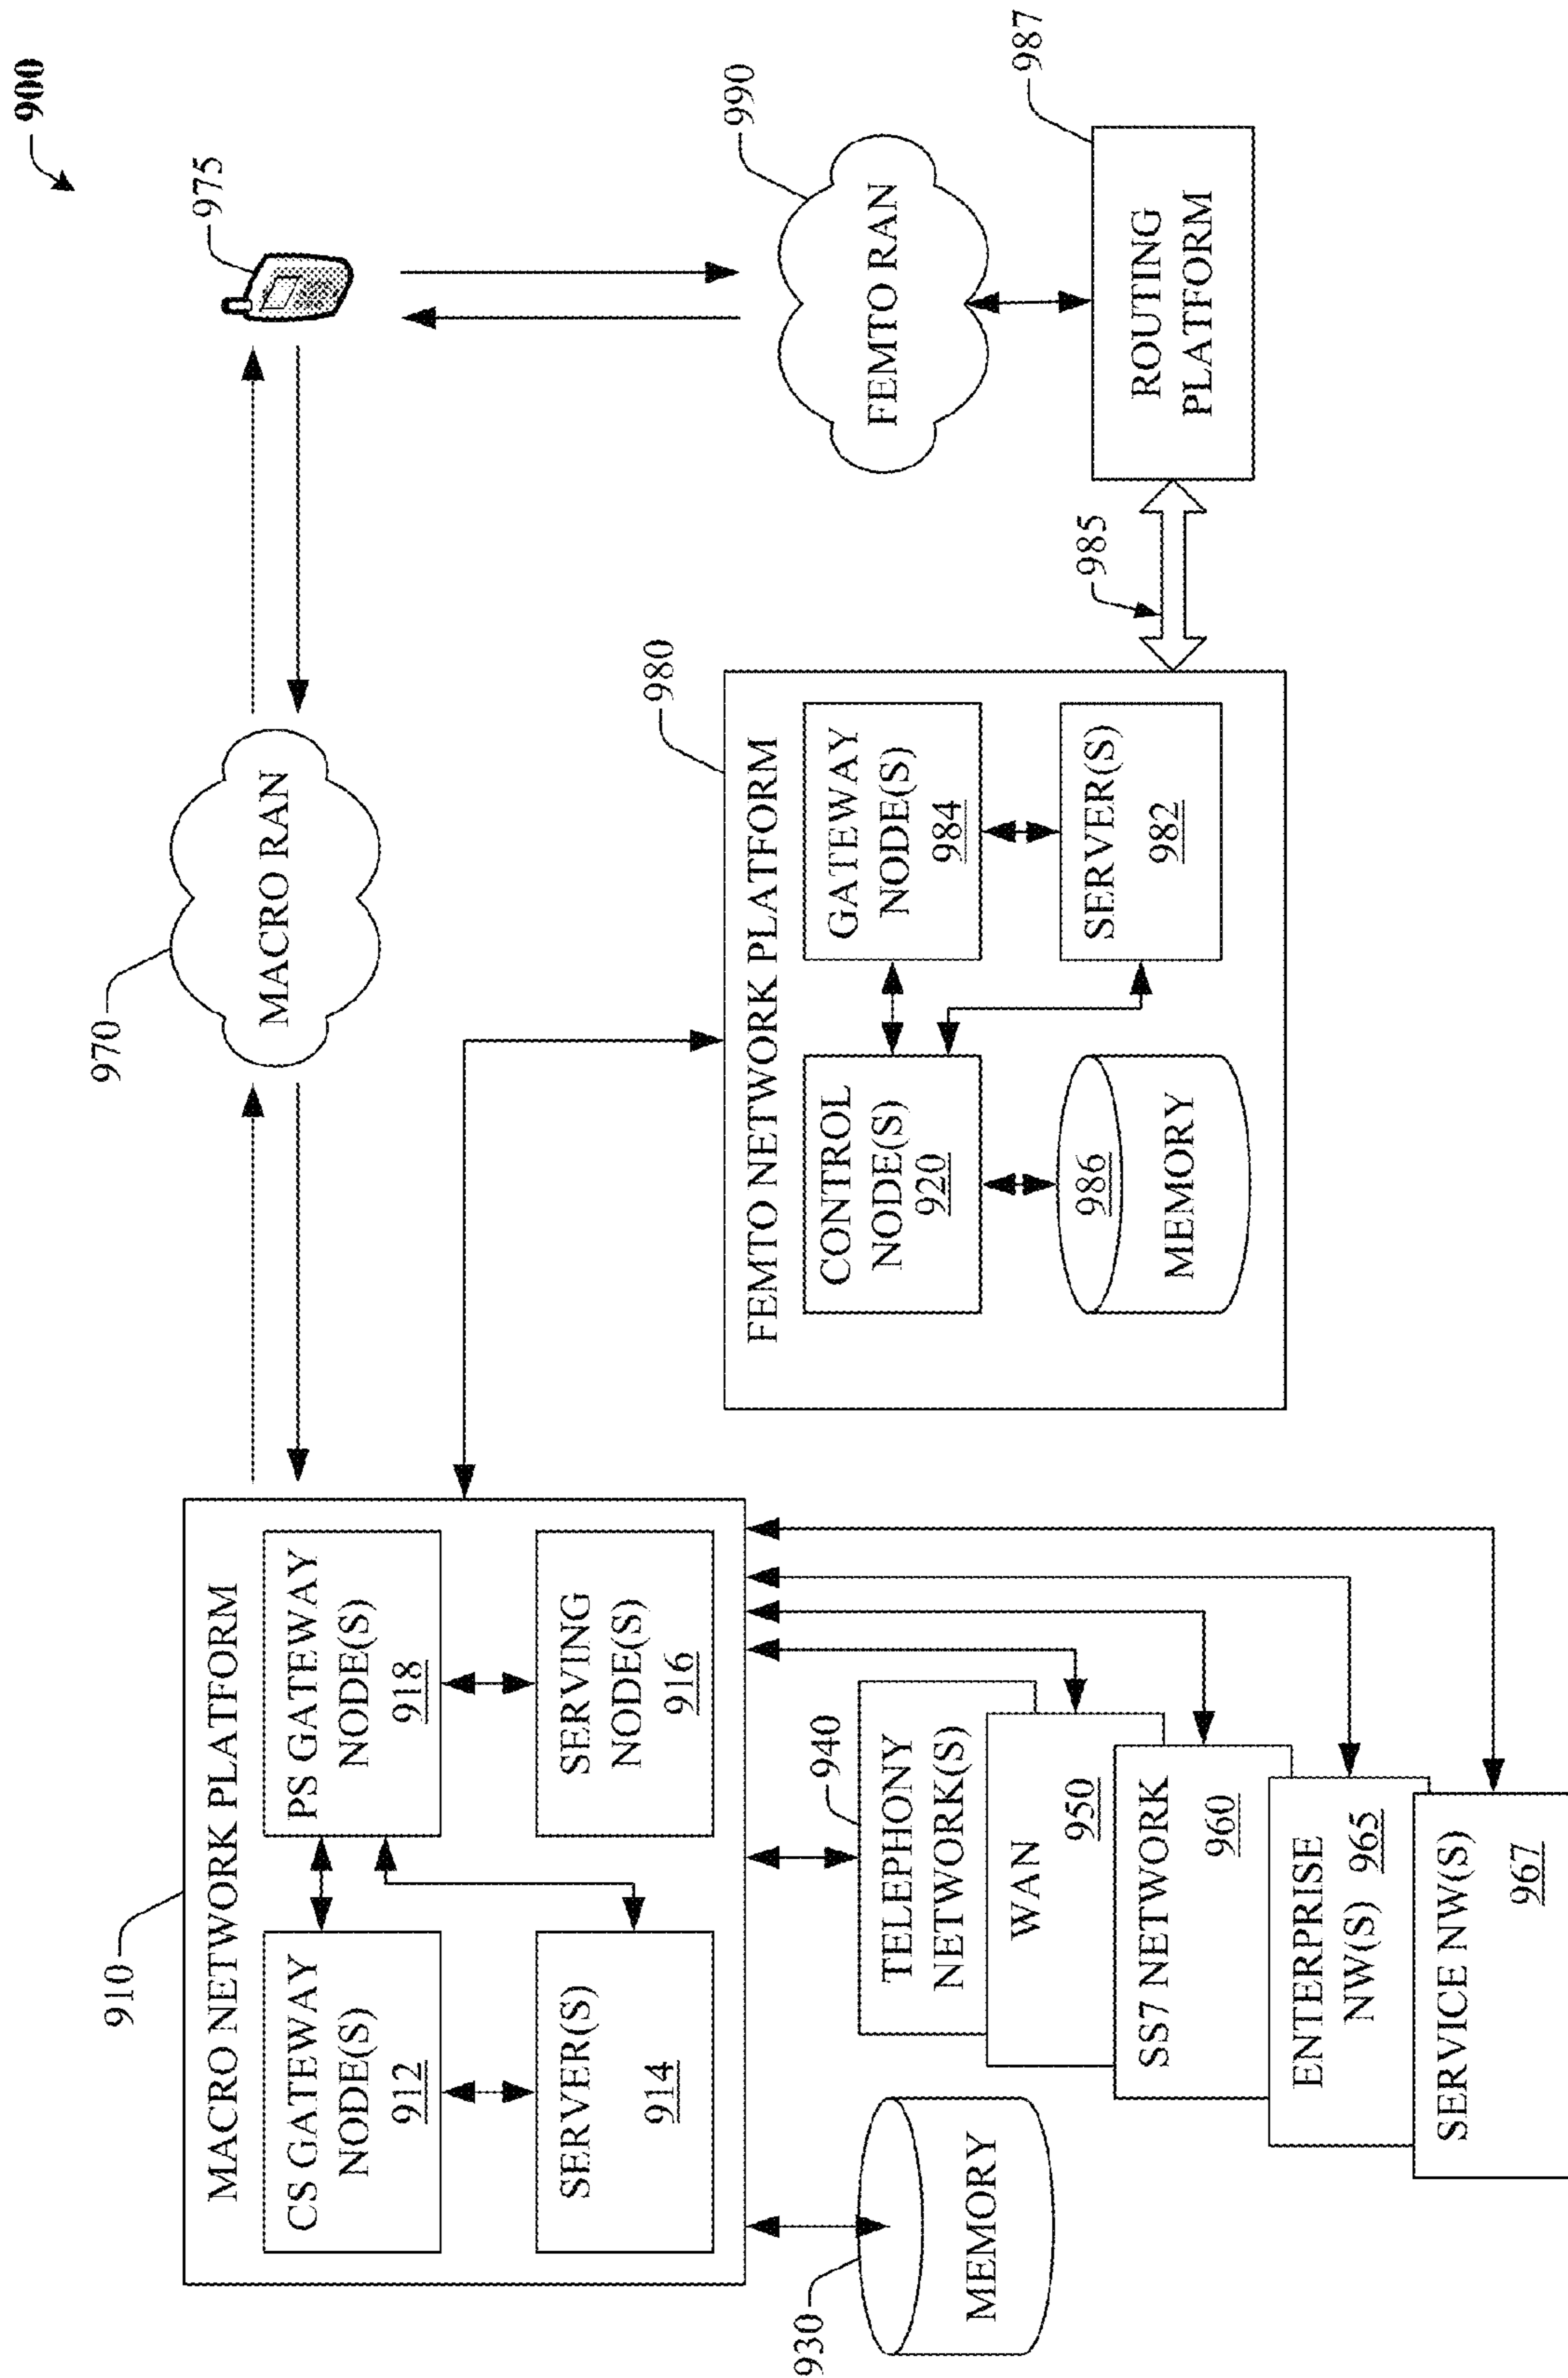 900
910
MACRO NETWORK PLATFORM
CS GATEWAY
NODE(S)
912
PS GATEWAY
NODE(S)
918
SERVER(S)
914
SERVING
NODE(S)
916
970
MACRO RAN
975
930
MEMORY
940
TELEPHONY
NETWORK(S)
WAN
950
SS7 NETWORK
960
ENTERPRISE
NW(S) 965
SERVICE NW(S)
967
980
FEMTO NETWORK PLATFORM
CONTROL
NODE(S)
920
GATEWAY
NODE(S)
984
986
MEMORY
SERVER(S)
982
985
990
FEMTO RAN
987
ROUTING
PLATFORM